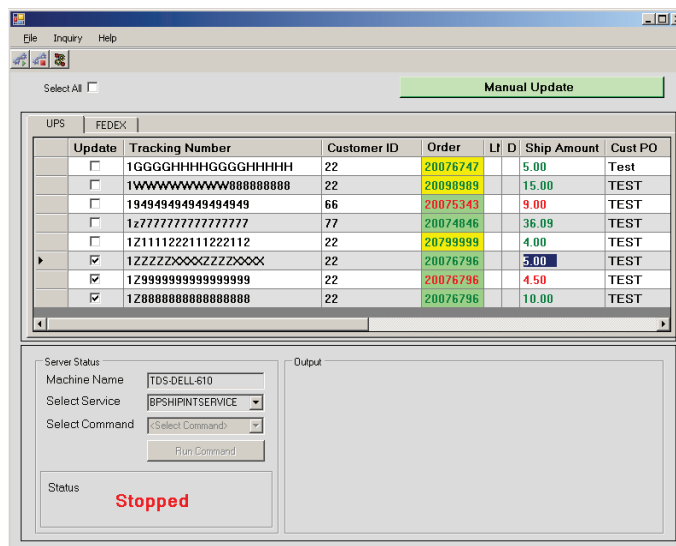 File Inquiry Help
Select All
Manual Update
UPS FEDEX
Update Tracking Number Customer ID Order D Ship Amount Cust PO
1GGGGHHHHGGGGHHHHH 22 20076747 5.00 Test
1WWWWWWWW888888888 22 20098989 15.00 TEST
194949494949494949 66 20075343 9.00 TEST
1z7777777777777777 77 20074846 36.09 TEST
1Z1111222111222112 22 20799999 4.00 TEST
1ZZZZZXXXXZZZZXXXX 22 20076796 5.00 TEST
1Z9999999999999999 22 20076796 4.50 TEST
1Z8888888888888888 22 20076796 10.00 TEST
Server Status
Machine Name TDS-DELL-610
Select Service BPSHIPINTSERVICE
Select Command <Select Command>
Run Command
Status
Stopped
Output